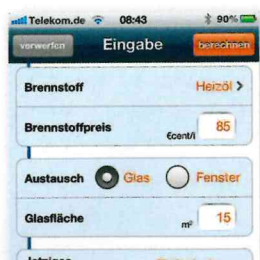 Telekom.de 08:43 90%
verwerfen Eingabe berechnen
Brennstoff Heizöl >
Brennstoffpreis €cent/l 85
Austausch Glas Fenster
Glasfläche m² 15
Jetziges